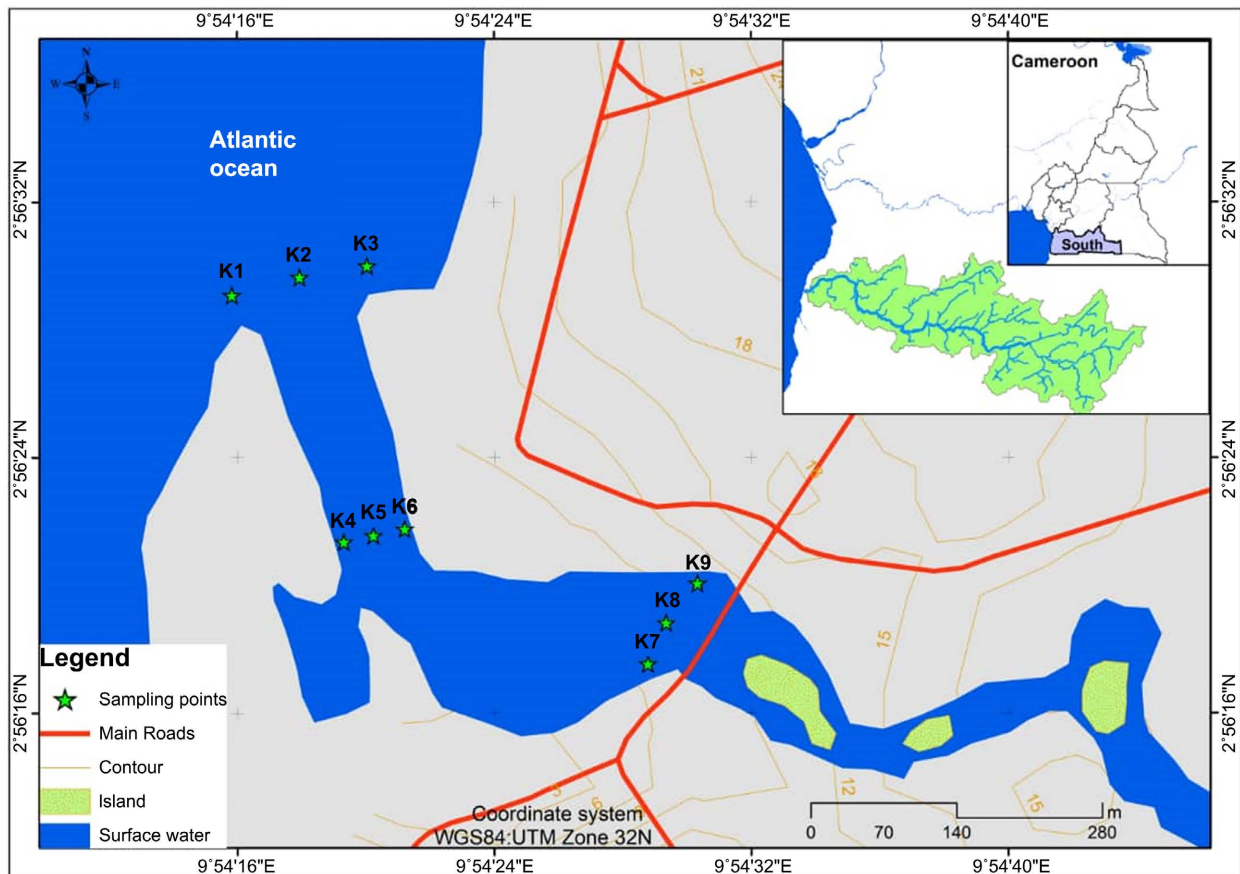 9˚54'16"E
9˚54'24"E
9˚54'32"E
9˚54'40"E
N
W
E
S
Atlantic
ocean
21
Cameroon
South
2˚56'32"N
2˚56'32"N
K1
K2
K3
18
2˚56'24"N
2˚56'24"N
K4
K5
K6
K9
K8
K7
15
2˚56'16"N
2˚56'16"N
Legend
Sampling points
Main Roads
Contour
Island
Surface water
12
15
Coordinate system
WGS84:UTM Zone 32N
m
0
70
140
280
9˚54'16"E
9˚54'24"E
9˚54'32"E
9˚54'40"E